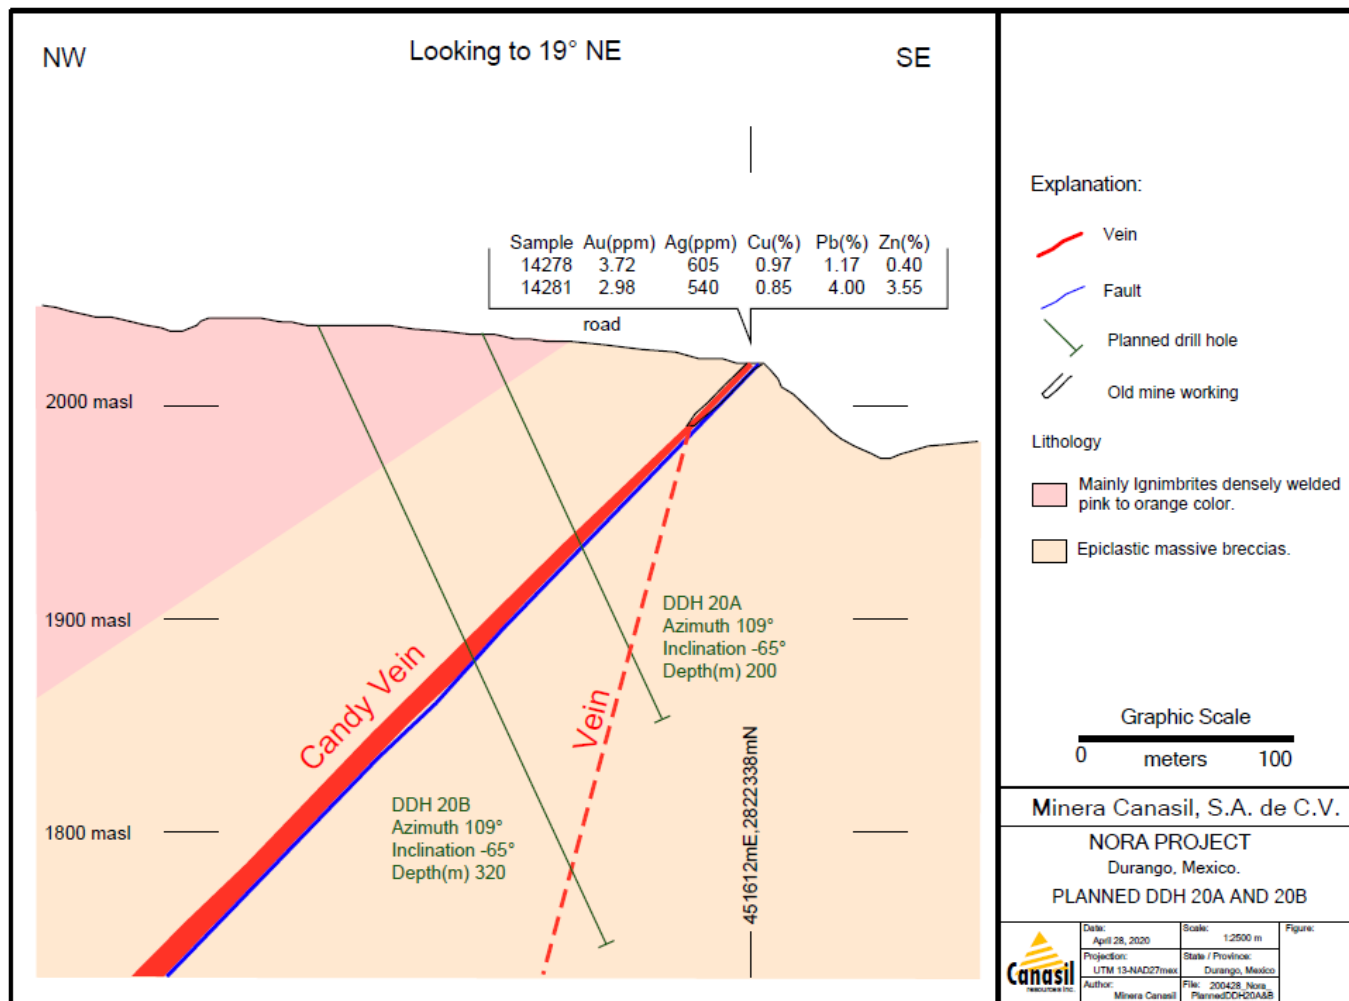 NW
Looking to 19° NE
SE
Sample Au(ppm) Ag(ppm) Cu(%) Pb(%) Zn(%)
14278 3.72 605 0.97 1.17 0.40
14281 2.98 540 0.85 4.00 3.55
road
2000 masl
1900 masl
1800 masl
Candy Vein
Vein
DDH 20A
Azimuth 109°
Inclination -65°
Depth(m) 200
DDH 20B
Azimuth 109°
Inclination -65°
Depth(m) 320
451612mE,2822338mN
Explanation:
Vein
Fault
Planned drill hole
Old mine working
Lithology
Mainly Ignimbrites densely welded
pink to orange color.
Epiclastic massive breccias.
Graphic Scale
0 meters 100
Minera Canasil, S.A. de C.V.
NORA PROJECT
Durango, Mexico.
PLANNED DDH 20A AND 20B
Canasil
resources inc.
Date:
April 28, 2020
Scale:
1:2500 m
Figure:
Projection:
UTM 13-NAD27mex
State / Province:
Durango, Mexico
Author:
Minera Canasil
File: 200428_Nora_
PlannedDDH20A&B